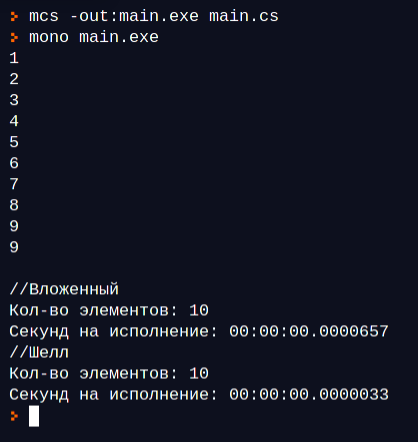 > mcs -out:main.exe main.cs
> mono main.exe
1
2
3
4
5
6
7
8
9
9
//Вложенный
Кол-во элементов: 10
Секунд на исполнение: 00:00:00.0000657
//Шелл
Кол-во элементов: 10
Секунд на исполнение: 00:00:00.0000033
>